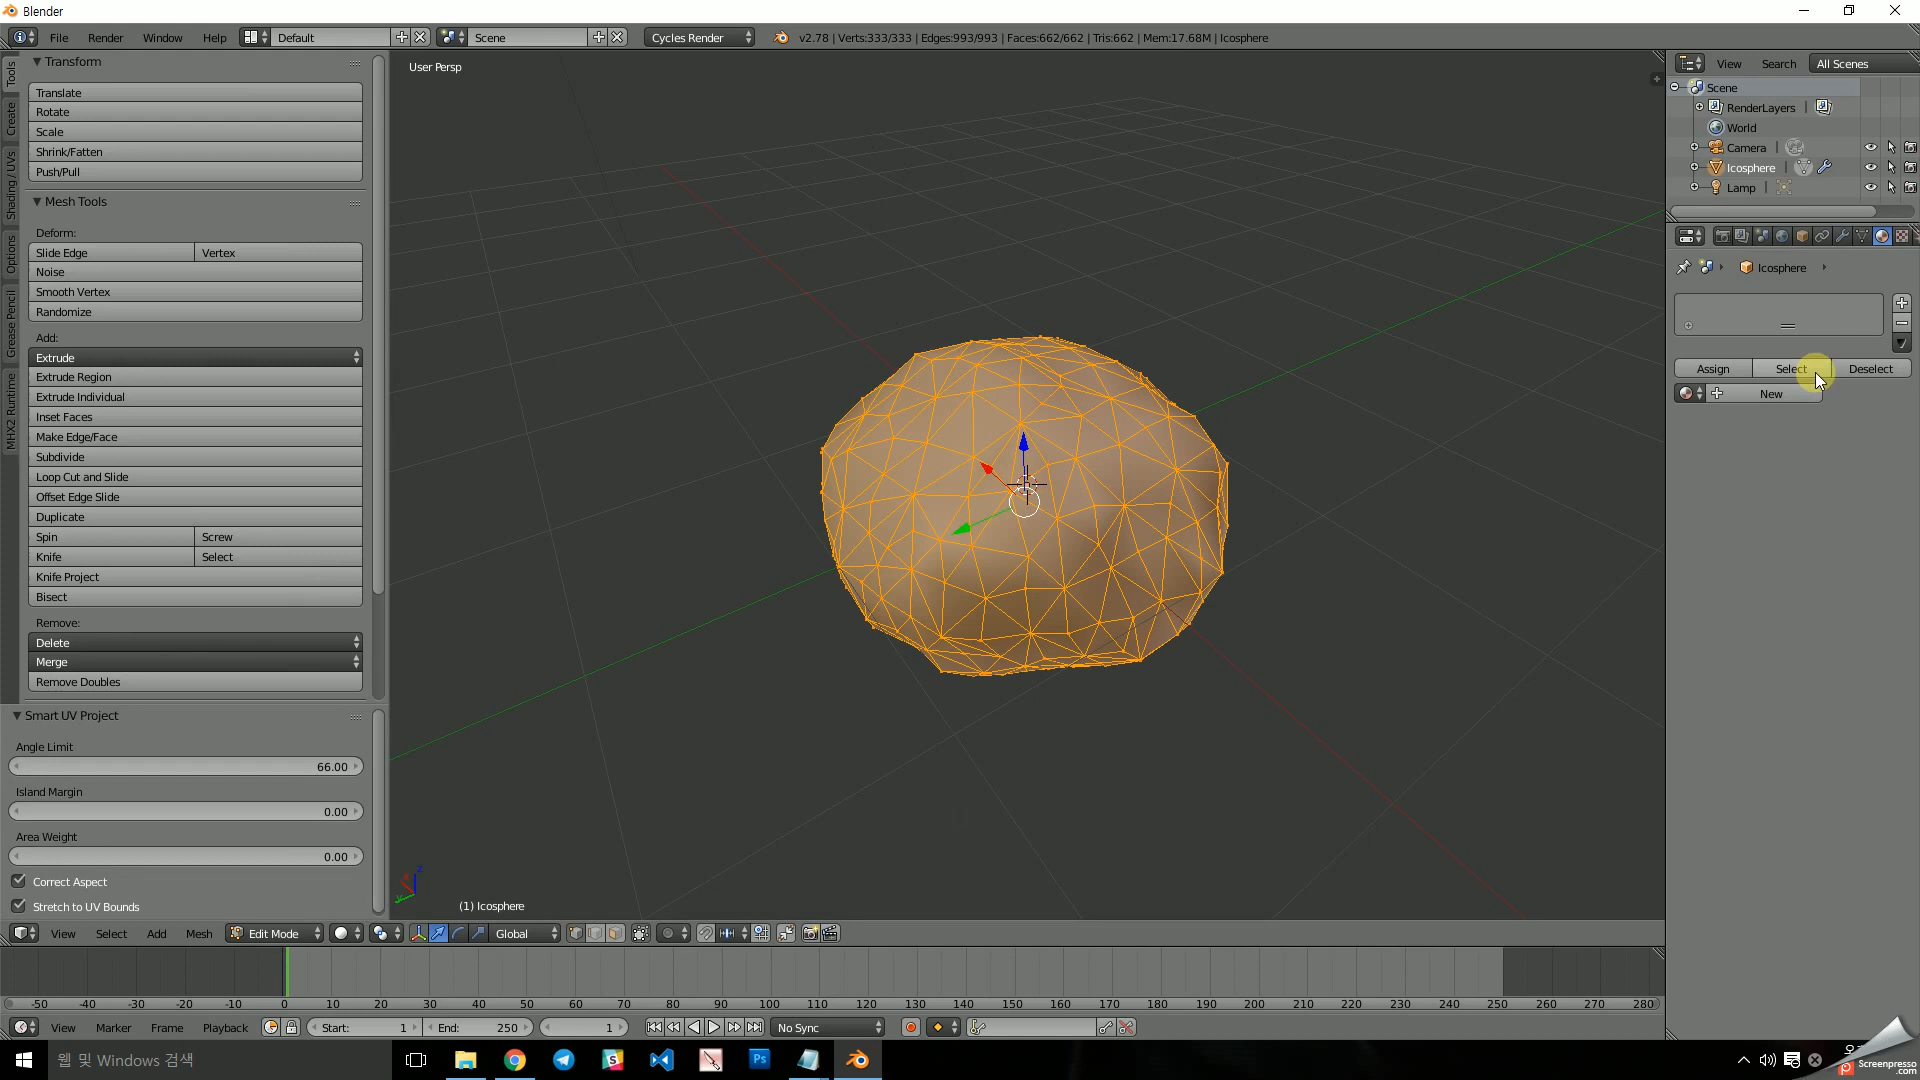 Blender
File Render Window Help Default Scene Cycles Render v2.78 | Verts:333/333 | Edges:993/993 | Faces:662/662 | Tris:662 | Mem:17.68M | Icosphere
Tools
Create
Shading / UVs
Options
Grease Pencil
MHX2 Runtime
Transform
Translate
Rotate
Scale
Shrink/Fatten
Push/Pull
Mesh Tools
Deform:
Slide Edge Vertex
Noise
Smooth Vertex
Randomize
Add:
Extrude
Extrude Region
Extrude Individual
Inset Faces
Make Edge/Face
Subdivide
Loop Cut and Slide
Offset Edge Slide
Duplicate
Spin Screw
Knife Select
Knife Project
Bisect
Remove:
Delete
Merge
Remove Doubles
Smart UV Project
Angle Limit
66.00
Island Margin
0.00
Area Weight
0.00
Correct Aspect
Stretch to UV Bounds
User Persp
(1) Icosphere
View Search All Scenes
Scene
RenderLayers
World
Camera
Icosphere
Lamp
Icosphere
Assign Select Deselect
New
View Select Add Mesh Edit Mode Global
-50 -40 -30 -20 -10 0 10 20 30 40 50 60 70 80 90 100 110 120 130 140 150 160 170 180 190 200 210 220 230 240 250 260 270 280
View Marker Frame Playback Start: 1 End: 250 1 No Sync
웹 및 Windows 검색
Ps
Screenpresso
.com